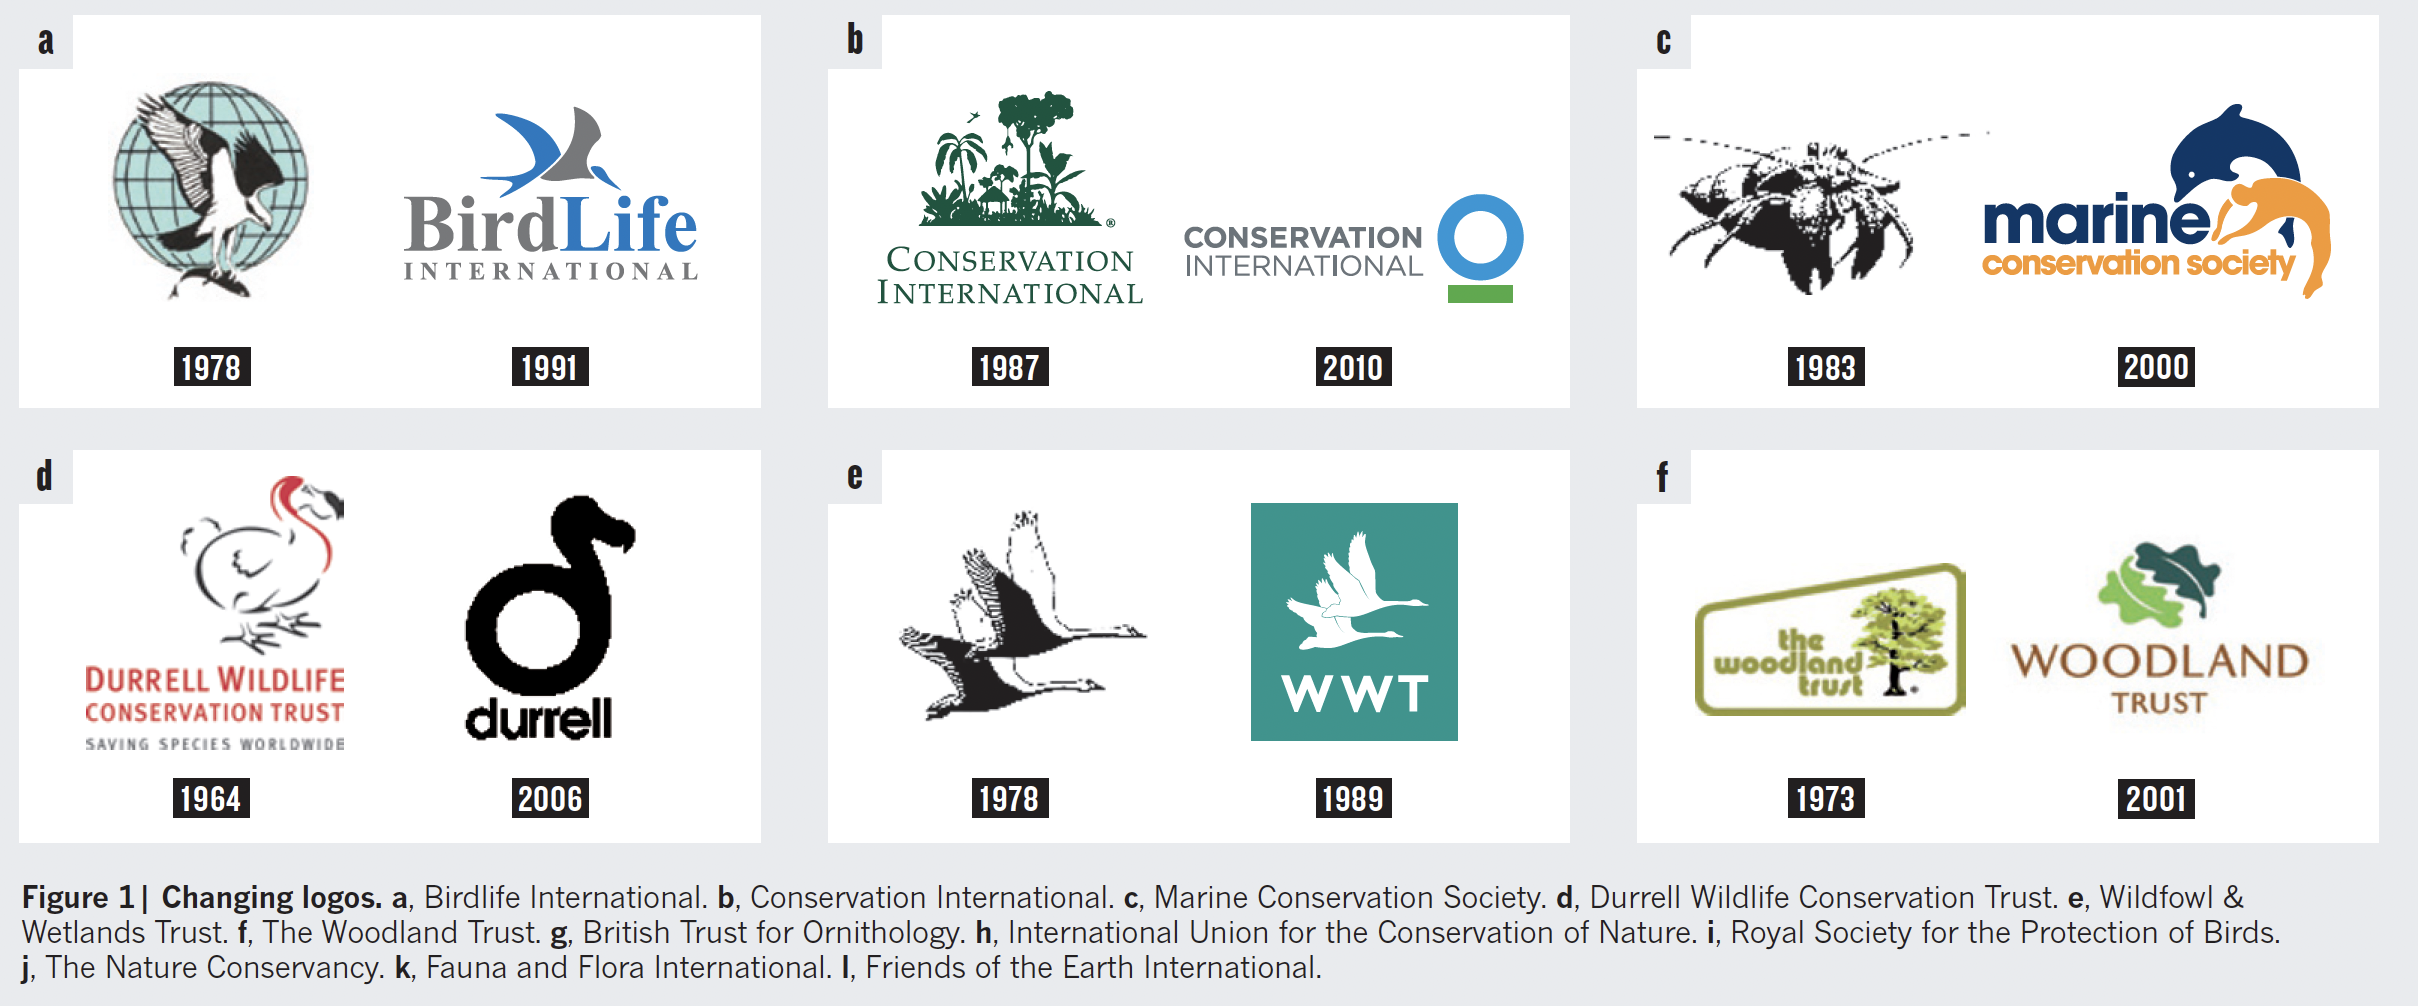 a
BirdLife
INTERNATIONAL
1978
1991
b
®
CONSERVATION
INTERNATIONAL
CONSERVATION
INTERNATIONAL
1987
2010
c
marine
conservation society
1983
2000
d
DURRELL WILDLIFE
CONSERVATION TRUST
SAVING SPECIES WORLDWIDE
durrell
1964
2006
e
WWT
1978
1989
f
the
woodland
trust
WOODLAND
TRUST
1973
2001
Figure 1| Changing logos. a, Birdlife International. b, Conservation International. c, Marine Conservation Society. d, Durrell Wildlife Conservation Trust. e, Wildfowl &
Wetlands Trust. f, The Woodland Trust. g, British Trust for Ornithology. h, International Union for the Conservation of Nature. i, Royal Society for the Protection of Birds.
j, The Nature Conservancy. k, Fauna and Flora International. l, Friends of the Earth International.